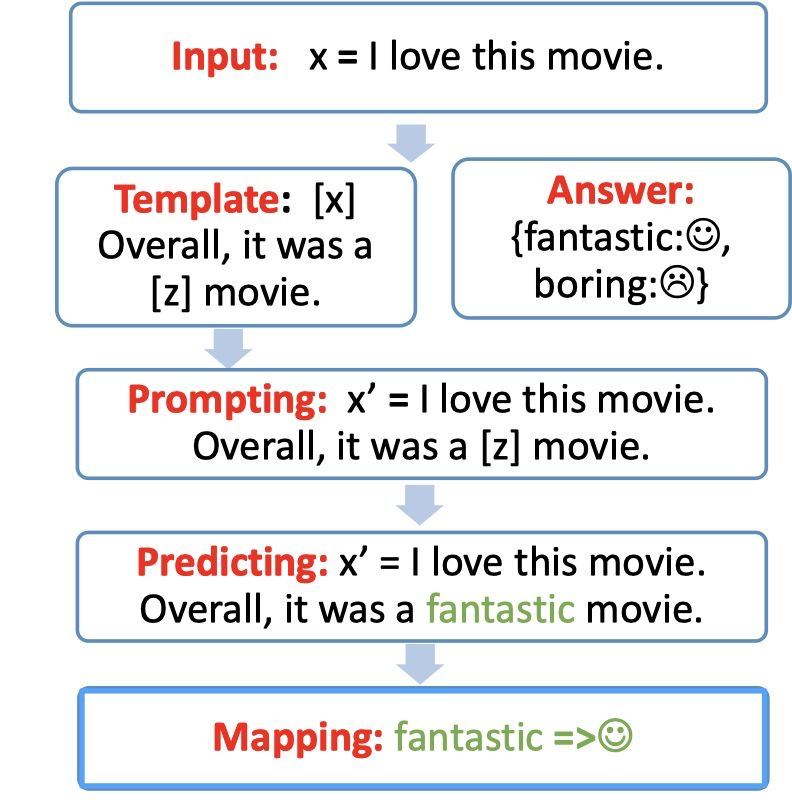 Input: x = I love this movie.
Template: [x]
Overall, it was a
[z] movie.
Answer:
{fantastic:☺,
boring:☹}
Prompting: x’ = I love this movie.
Overall, it was a [z] movie.
Predicting: x’ = I love this movie.
Overall, it was a fantastic movie.
Mapping: fantastic =>☺